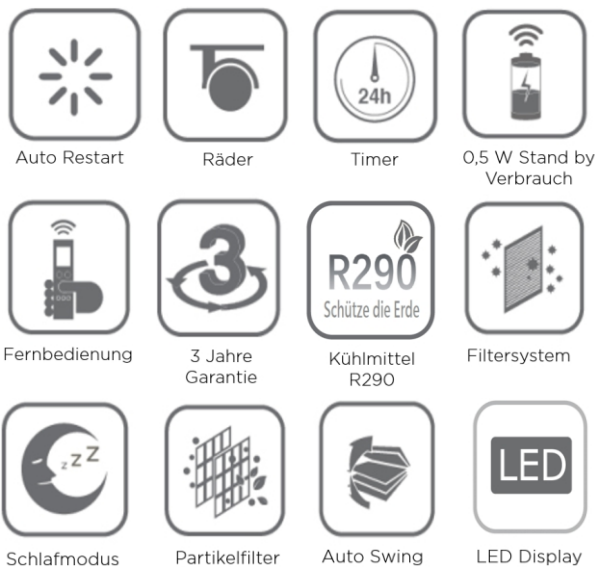 24h
Auto Restart
Räder
Timer
0,5 W Stand by
Verbrauch
3
R290
Schütze die Erde
Fernbedienung
3 Jahre
Garantie
Kühlmittel
R290
Filtersystem
z z Z
LED
Schlafmodus
Partikelfilter
Auto Swing
LED Display